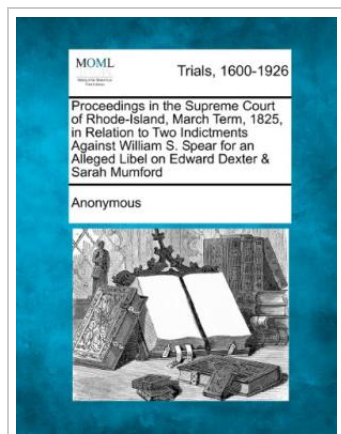 MOML
Trials, 1600-1926
Proceedings in the Supreme Court
of Rhode-Island, March Term, 1825,
in Relation to Two Indictments
Against William S. Spear for an
Alleged Libel on Edward Dexter &
Sarah Mumford
Anonymous